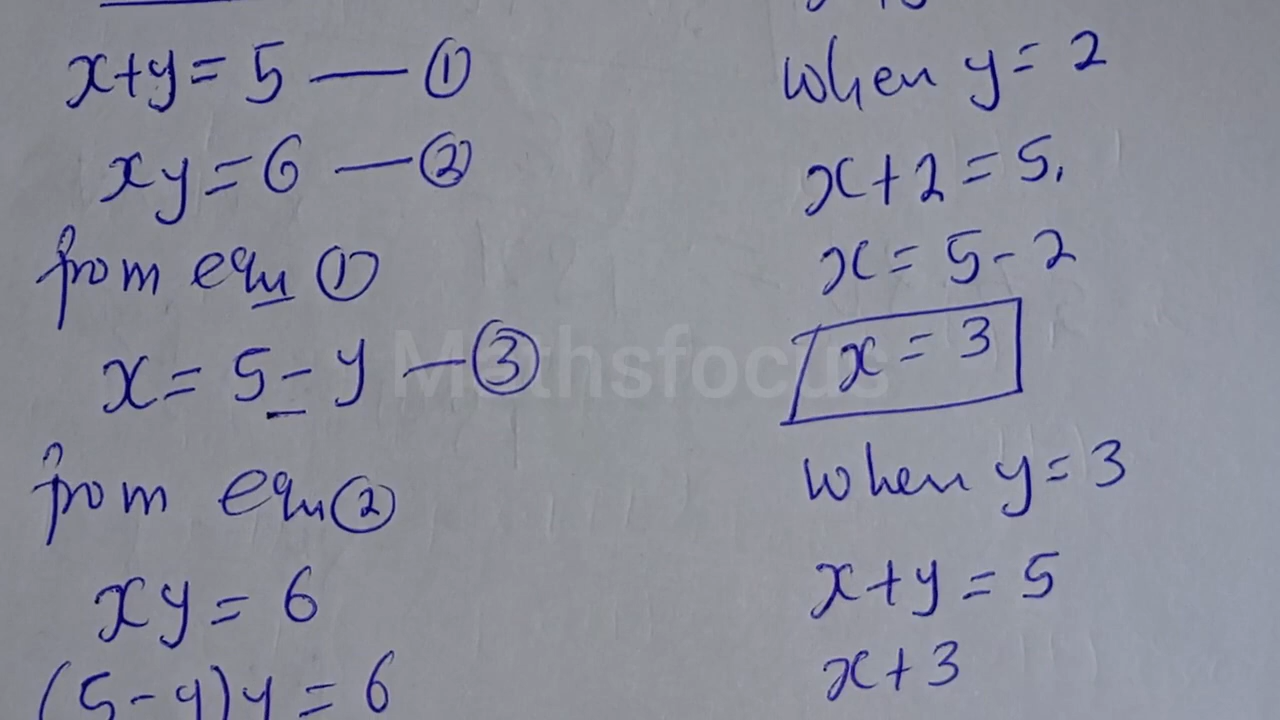 x+y= 5 — ①
xy = 6 — ②
from eqn ①
x = 5 - y — ③
from eqn ②
xy = 6
(5-y)y = 6
when y = 2
x+2 = 5,
x = 5 - 2
x = 3
when y = 3
x+y = 5
x+3
Mathsfocus